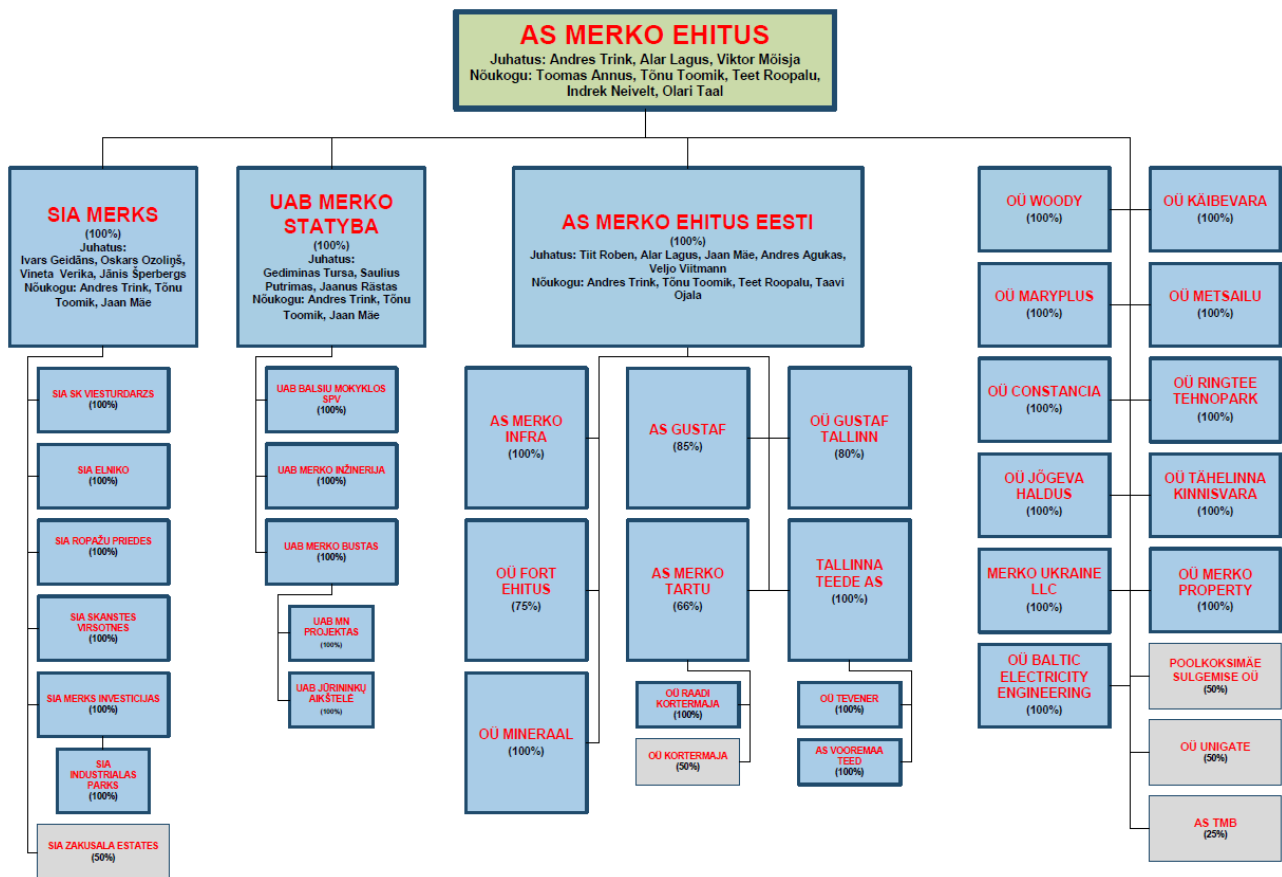 AS MERKO EHITUS
Juhatus: Andres Trink, Alar Lagus, Viktor Mõisja
Nõukogu: Toomas Annus, Tõnu Toomik, Teet Roopalu,
Indrek Neivelt, Olari Taal
SIA MERKS
(100%)
Juhatus:
Ivars Geidāns, Oskars Ozoliņš,
Vineta Verika, Jānis Šperbergs
Nõukogu: Andres Trink, Tõnu
Toomik, Jaan Mäe
UAB MERKO
STATYBA
(100%)
Juhatus:
Gediminas Tursa, Saulius
Putrimas, Jaanus Rästas
Nõukogu: Andres Trink, Tõnu
Toomik, Jaan Mäe
AS MERKO EHITUS EESTI
(100%)
Juhatus: Tiit Roben, Alar Lagus, Jaan Mäe, Andres Agukas,
Veljo Viitmann
Nõukogu: Andres Trink, Tõnu Toomik, Teet Roopalu, Taavi
Ojala
SIA SK VIESTURDARZS
(100%)
SIA ELNIKO
(100%)
SIA ROPAŽU PRIEDES
(100%)
SIA SKANSTES
VIRSOTNES
(100%)
SIA MERKS INVESTICIJAS
(100%)
SIA
INDUSTRIALAS
PARKS
(100%)
SIA ZAKUSALA ESTATES
(50%)
UAB BALSIU MOKYKLOS
SPV
(100%)
UAB MERKO INŽINERIJA
(100%)
UAB MERKO BUSTAS
(100%)
UAB MN
PROJEKTAS
(100%)
UAB JŪRININKŲ
AIKŠTELĖ
(100%)
AS MERKO
INFRA
(100%)
AS GUSTAF
(85%)
OÜ GUSTAF
TALLINN
(80%)
OÜ FORT
EHITUS
(75%)
AS MERKO
TARTU
(66%)
TALLINNA
TEEDE AS
(100%)
OÜ MINERAAL
(100%)
OÜ RAADI
KORTERMAJA
(100%)
OÜ KORTERMAJA
(50%)
OÜ TEVENER
(100%)
AS VOOREMAA
TEED
(100%)
OÜ WOODY
(100%)
OÜ KÄIBEVARA
(100%)
OÜ MARYPLUS
(100%)
OÜ METSAILU
(100%)
OÜ CONSTANCIA
(100%)
OÜ RINGTEE
TEHNOPARK
(100%)
OÜ JÕGEVA
HALDUS
(100%)
OÜ TÄHELINNA
KINNISVARA
(100%)
MERKO UKRAINE
LLC
(100%)
OÜ MERKO
PROPERTY
(100%)
OÜ BALTIC
ELECTRICITY
ENGINEERING
(100%)
POOLKOKSIMÄE
SULGEMISE OÜ
(50%)
OÜ UNIGATE
(50%)
AS TMB
(25%)